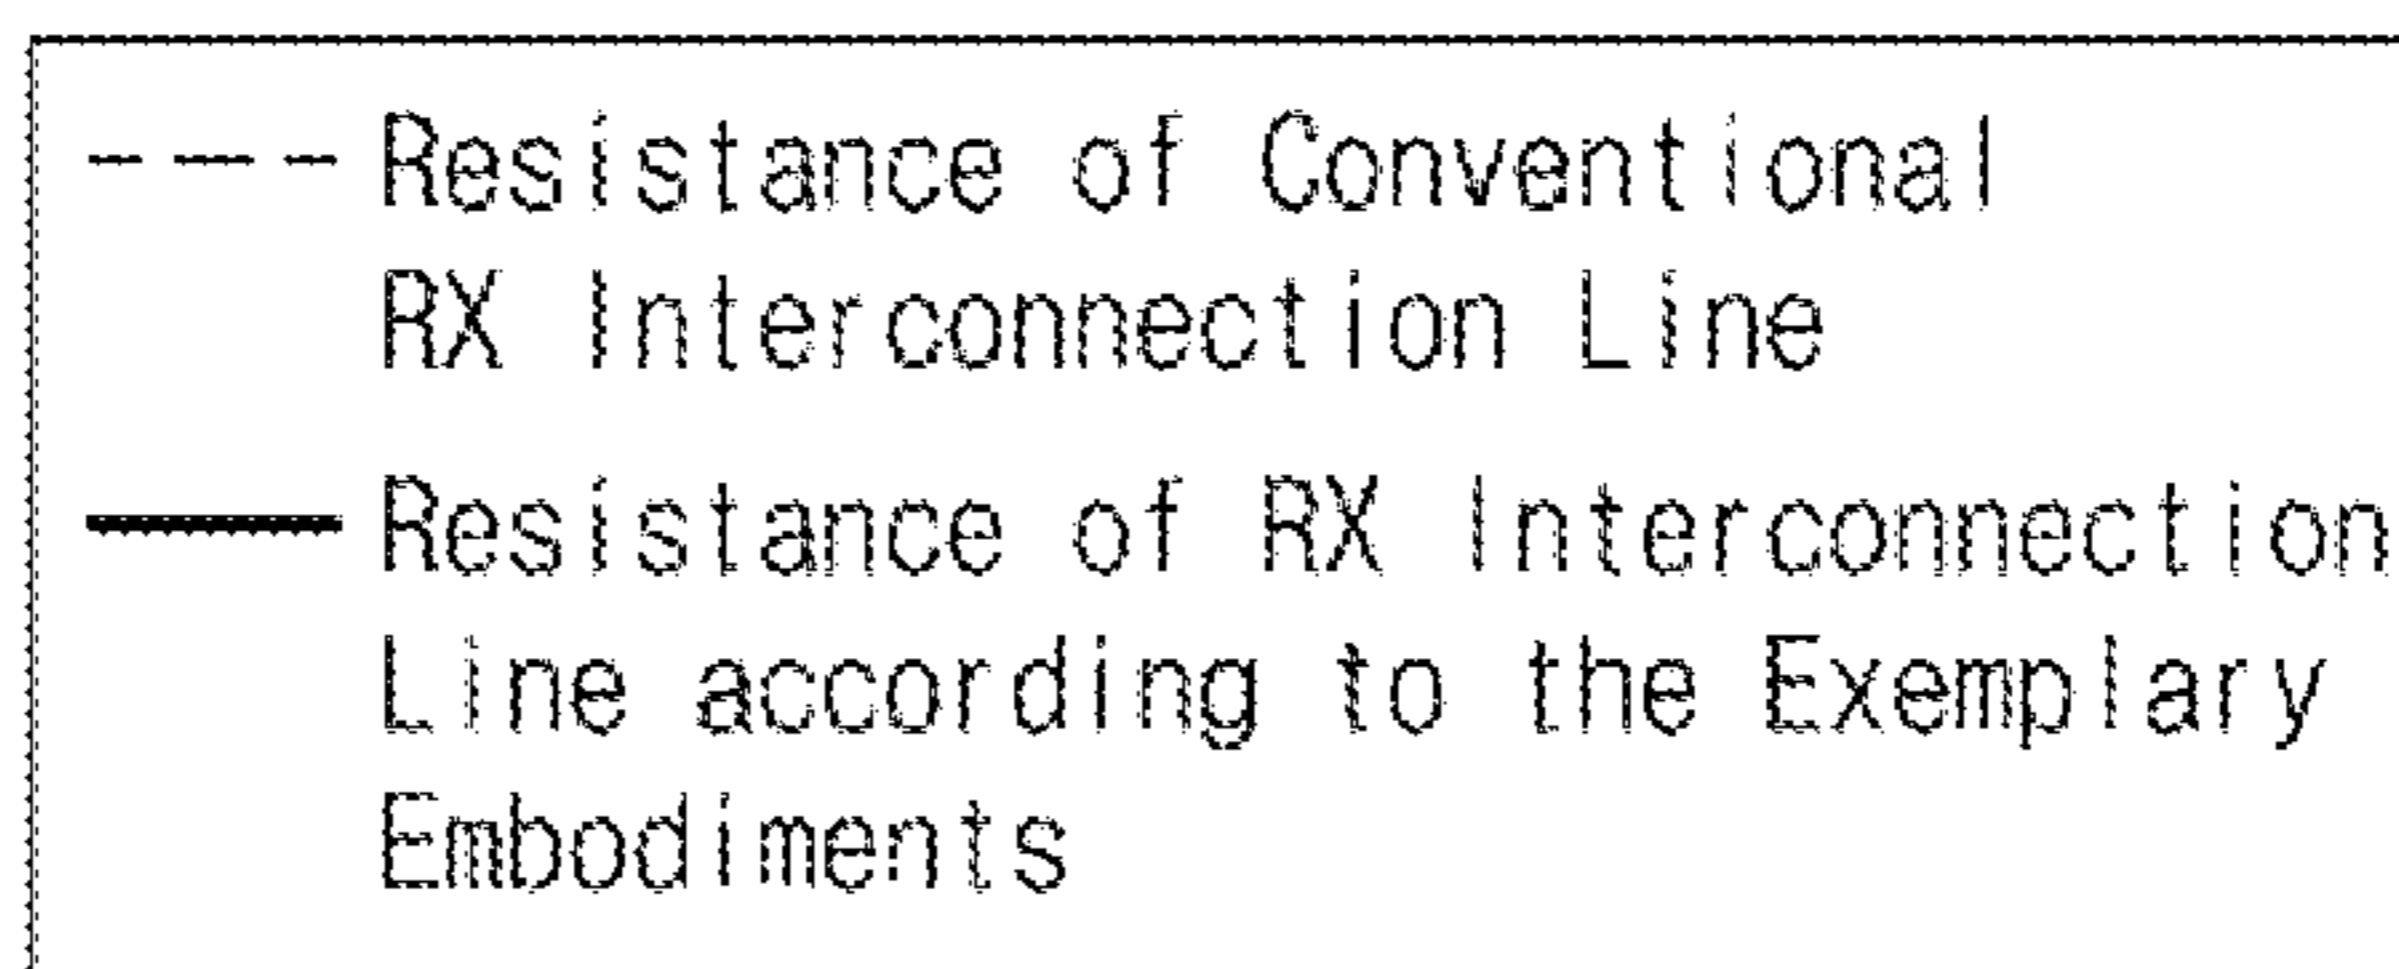 Resistance of Conventional
RX Interconnection Line
Resistance of RX Interconnection
Line according to the Exemplary
Embodiments